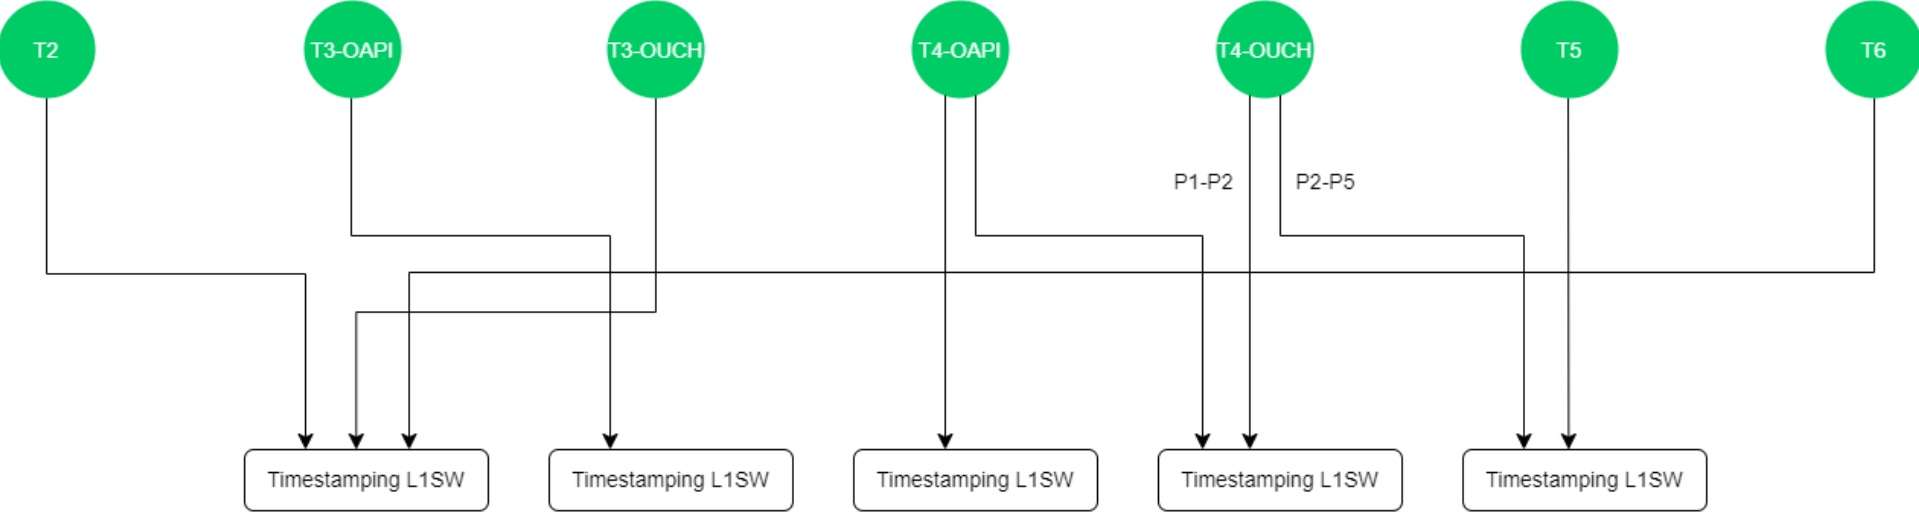 T2
T3-OAPI
T3-OUCH
T4-OAPI
T4-OUCH
T5
T6
P1-P2
P2-P5
Timestamping L1SW
Timestamping L1SW
Timestamping L1SW
Timestamping L1SW
Timestamping L1SW